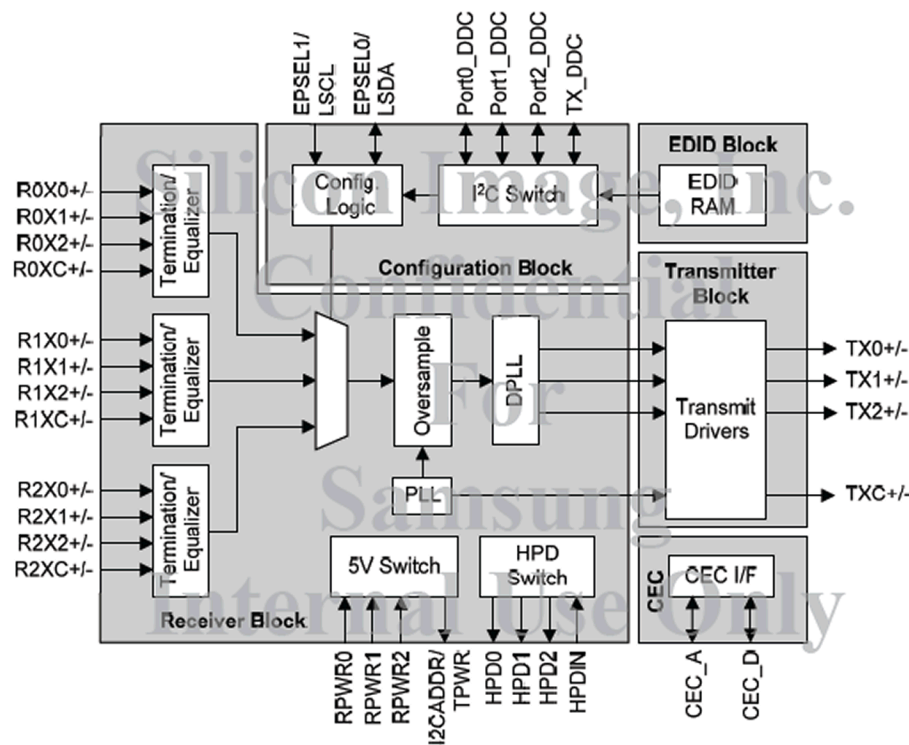 EPSEL1/
LSCL
EPSEL0/
LSDA
Port0_DDC
Port1_DDC
Port2_DDC
TX_DDC
EDID Block
Config.
Logic
I²C Switch
EDID
RAM
Configuration Block
R0X0+/-
R0X1+/-
R0X2+/-
R0XC+/-
Termination/
Equalizer
R1X0+/-
R1X1+/-
R1X2+/-
R1XC+/-
Termination/
Equalizer
R2X0+/-
R2X1+/-
R2X2+/-
R2XC+/-
Termination/
Equalizer
Oversample
DPLL
PLL
Transmitter
Block
Transmit
Drivers
TX0+/-
TX1+/-
TX2+/-
TXC+/-
5V Switch
HPD
Switch
CEC
CEC I/F
Receiver Block
RPWR0
RPWR1
RPWR2
I2CADDR/
TPWR
HPD0
HPD1
HPD2
HPDIN
CEC_A
CEC_D
Silicon Image, Inc.
Confidential
For
Samsung
Internal Use Only